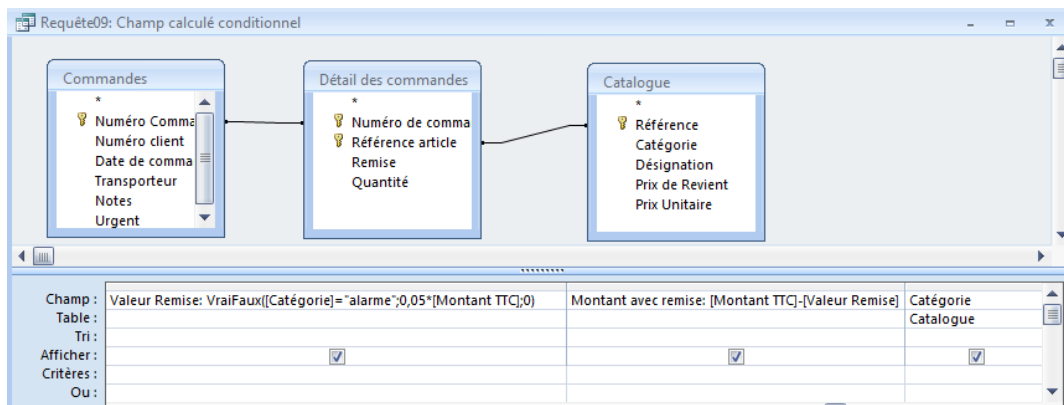 Requête09: Champ calculé conditionnel
Commandes
*
Numéro Comma
Numéro client
Date de comma
Transporteur
Notes
Urgent
Détail des commandes
*
Numéro de comma
Référence article
Remise
Quantité
Catalogue
*
Référence
Catégorie
Désignation
Prix de Revient
Prix Unitaire
Champ : Valeur Remise: VraiFaux([Catégorie]="alarme";0,05*[Montant TTC];0) Montant avec remise: [Montant TTC]-[Valeur Remise] Catégorie
Table : Catalogue
Tri :
Afficher :
Critères :
Ou :